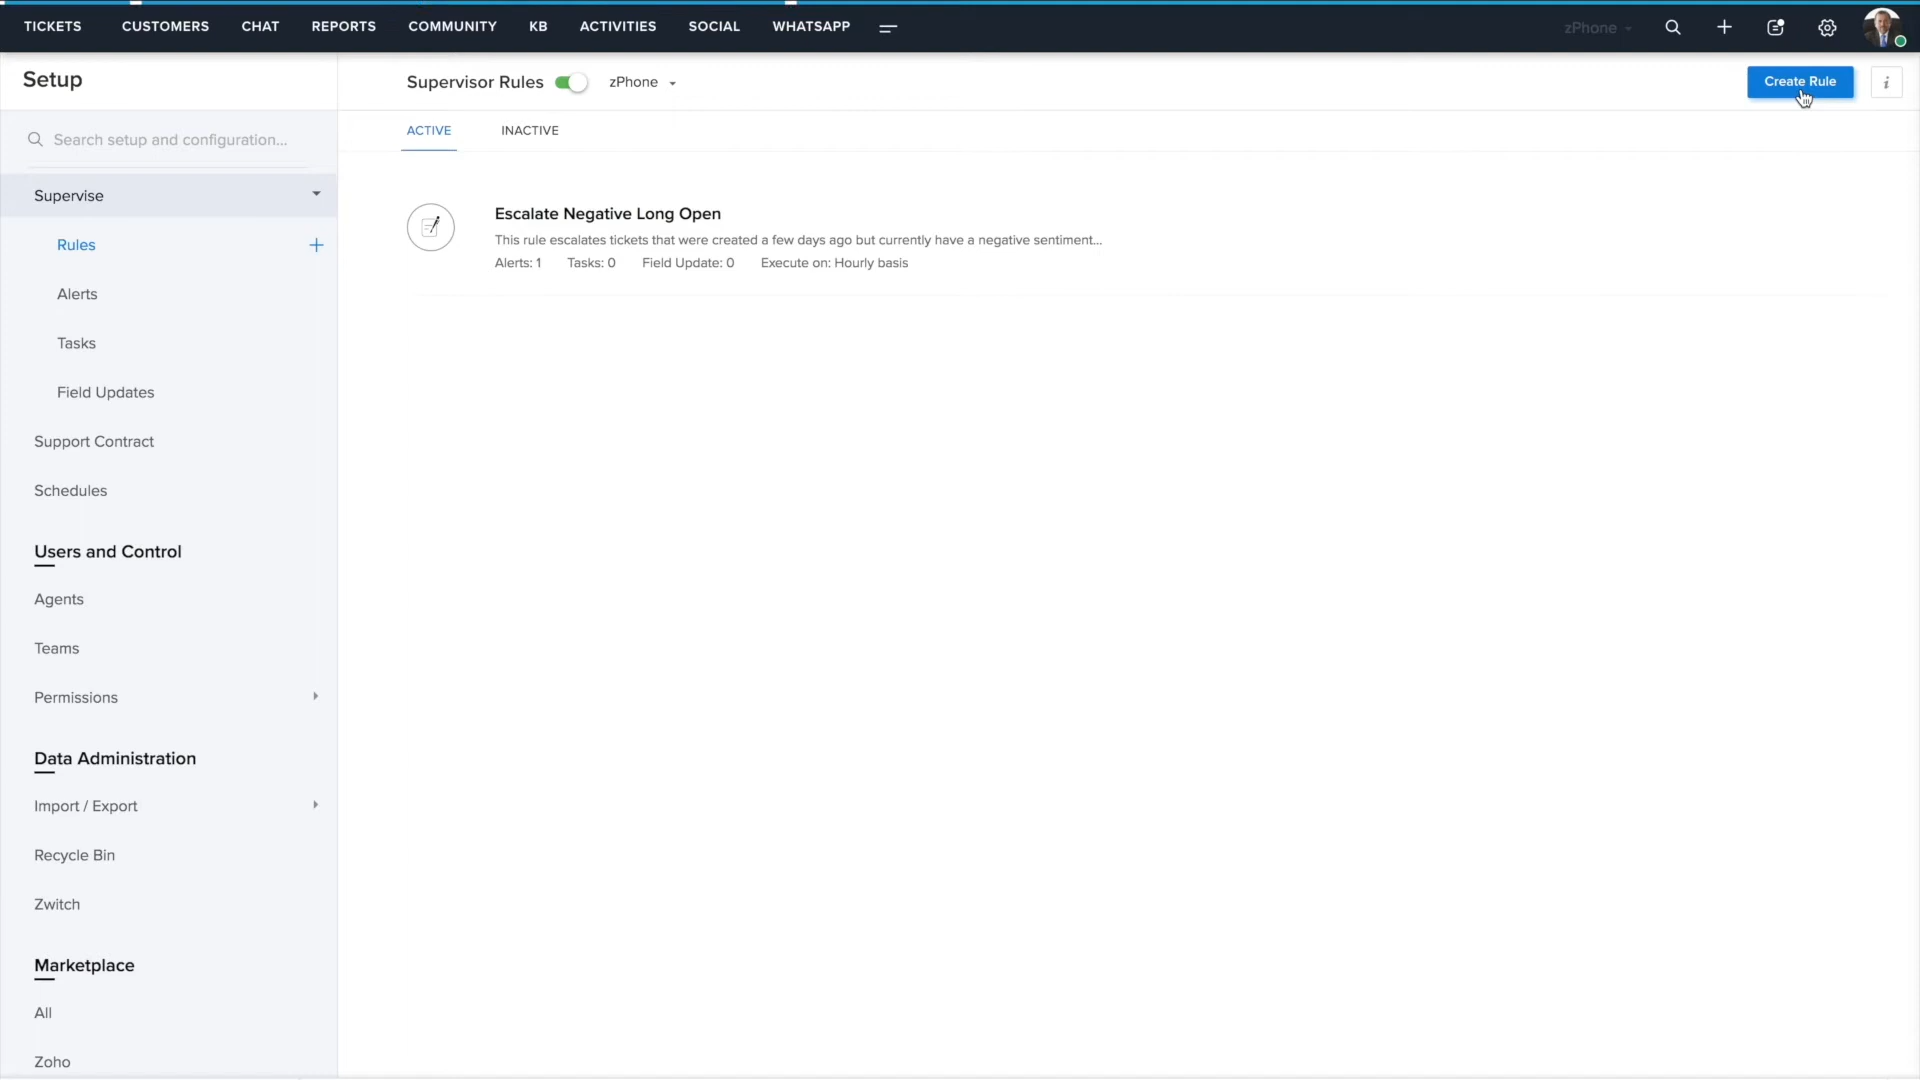 TICKETS CUSTOMERS CHAT REPORTS COMMUNITY KB ACTIVITIES SOCIAL WHATSAPP zPhone
Setup
Supervisor Rules zPhone Create Rule i
Search setup and configuration...
ACTIVE INACTIVE
Supervise
Rules
Alerts
Tasks
Field Updates
Support Contract
Schedules
Users and Control
Agents
Teams
Permissions
Data Administration
Import / Export
Recycle Bin
Zwitch
Marketplace
All
Zoho
Escalate Negative Long Open
This rule escalates tickets that were created a few days ago but currently have a negative sentiment...
Alerts: 1 Tasks: 0 Field Update: 0 Execute on: Hourly basis